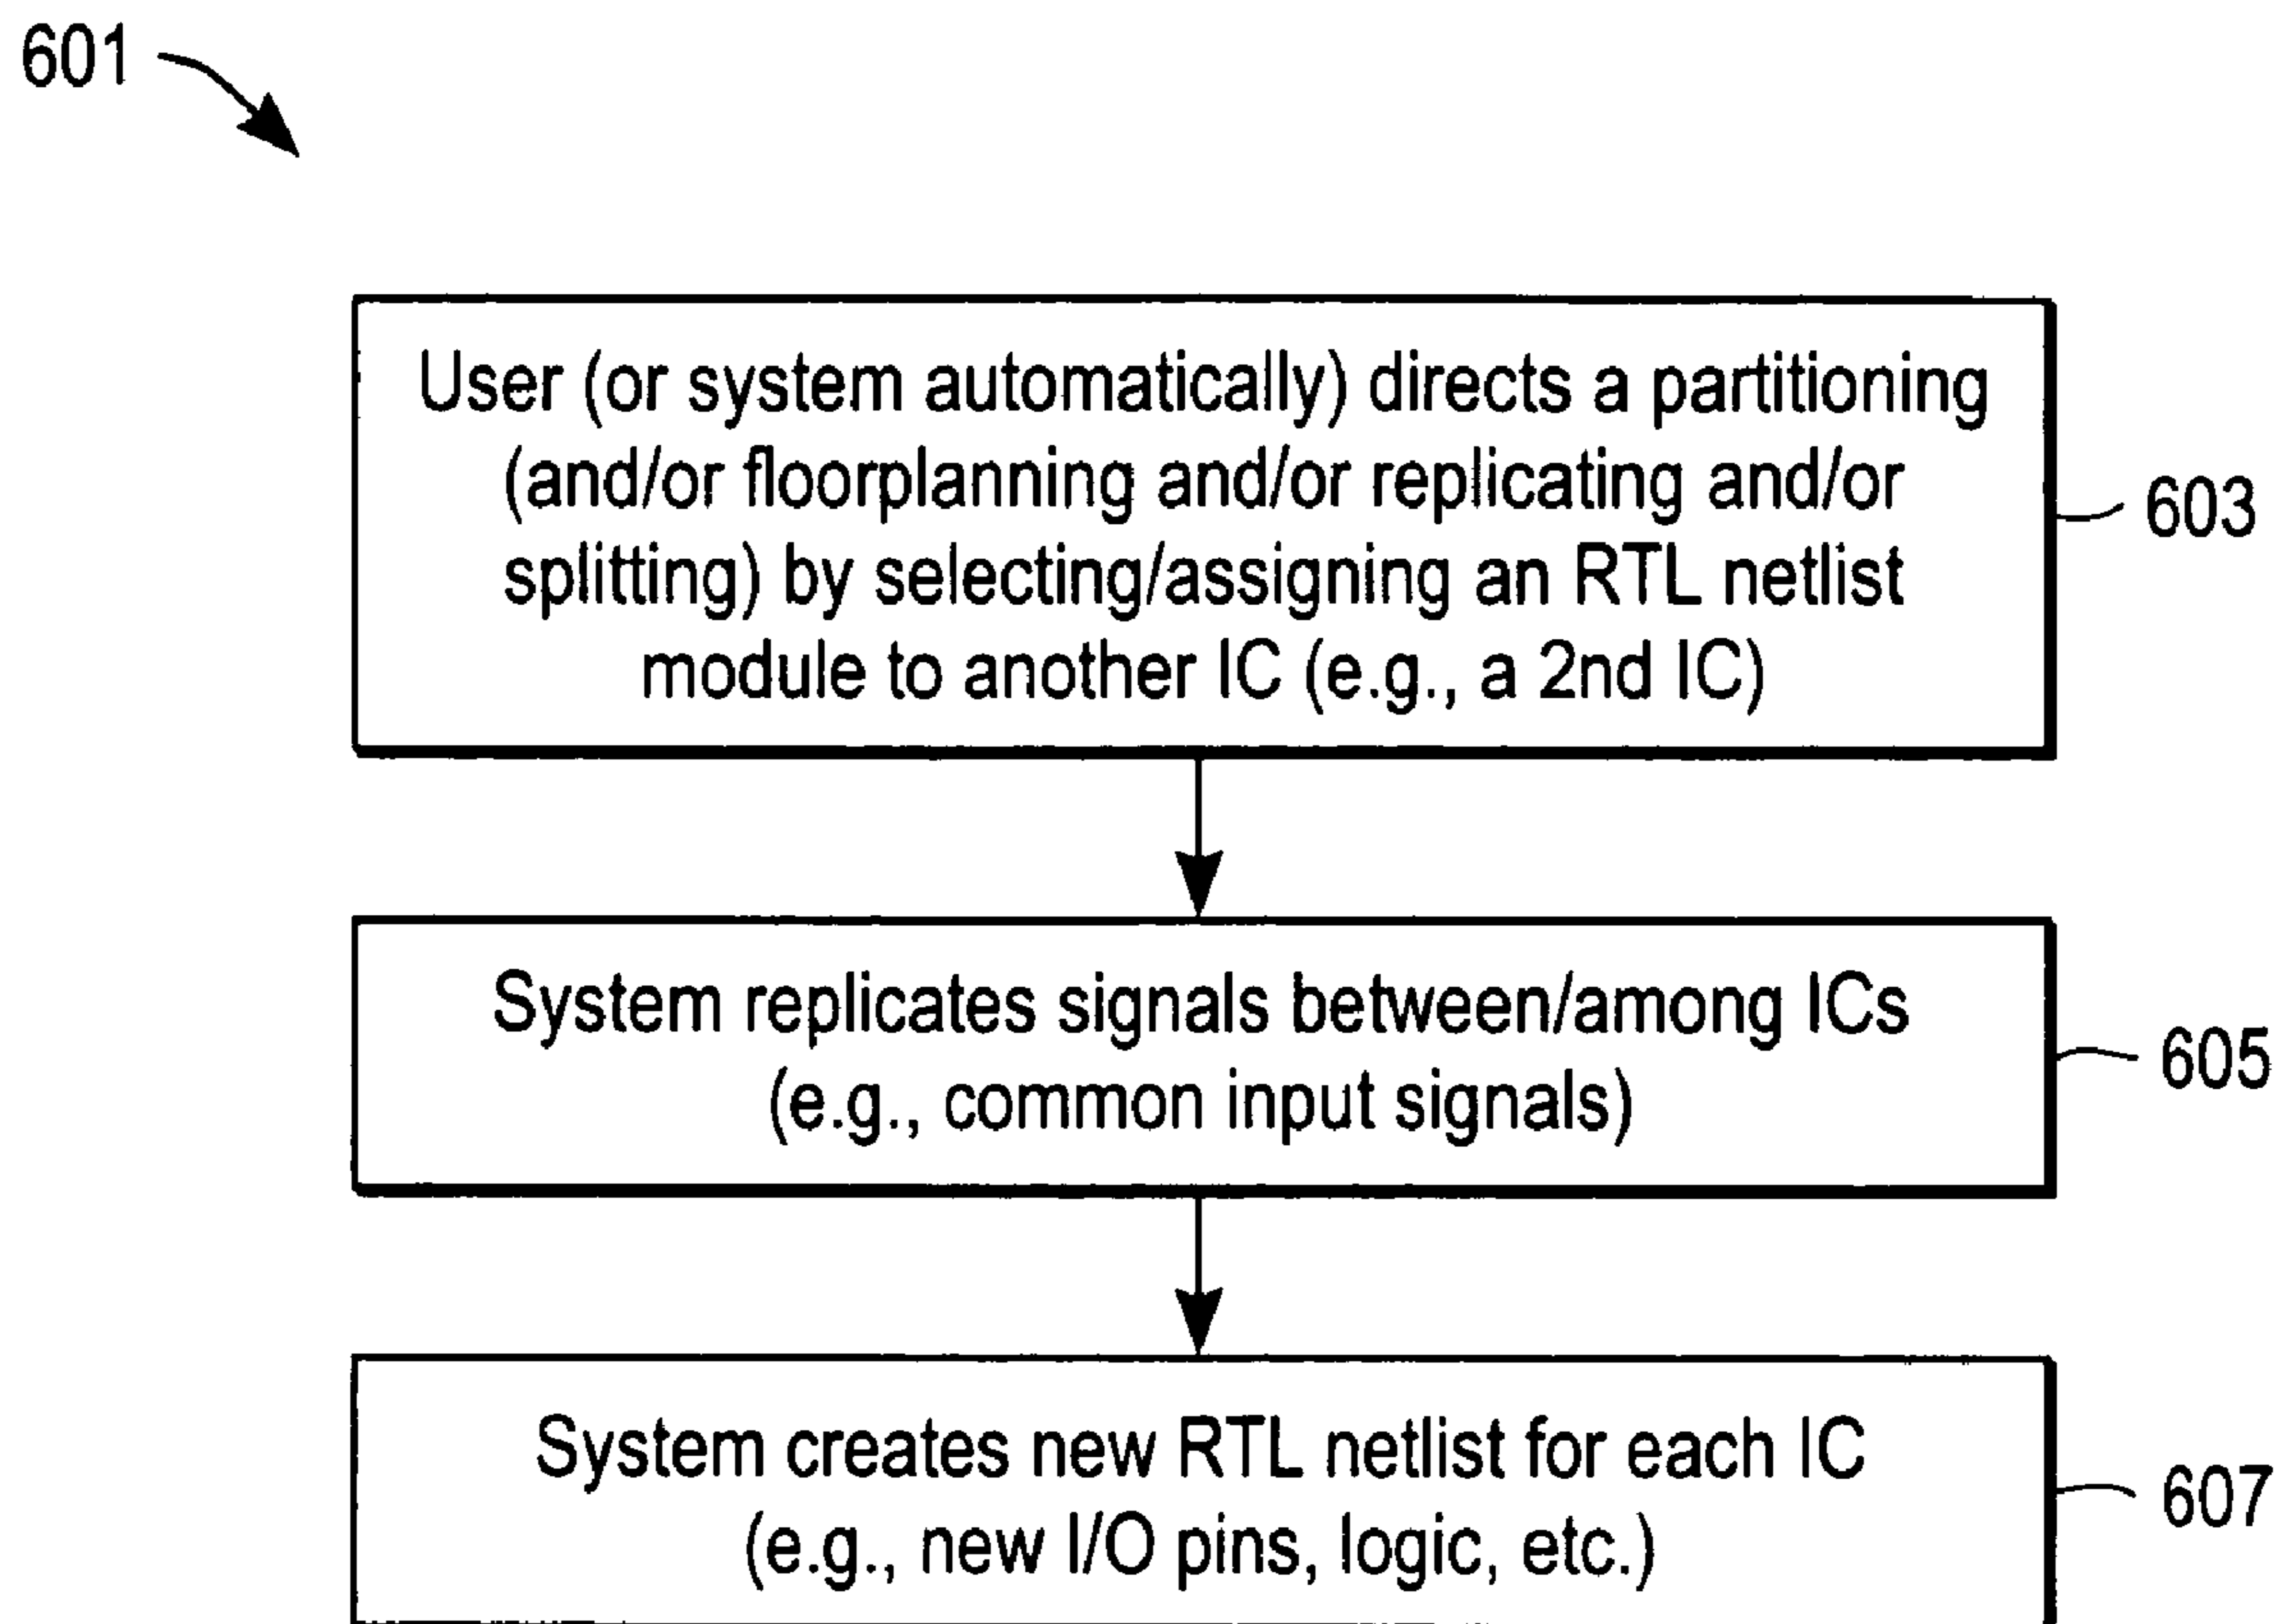 601
User (or system automatically) directs a partitioning
(and/or floorplanning and/or replicating and/or
splitting) by selecting/assigning an RTL netlist
module to another IC (e.g., a 2nd IC)
603
System replicates signals between/among ICs
(e.g., common input signals)
605
System creates new RTL netlist for each IC
(e.g., new I/O pins, logic, etc.)
607